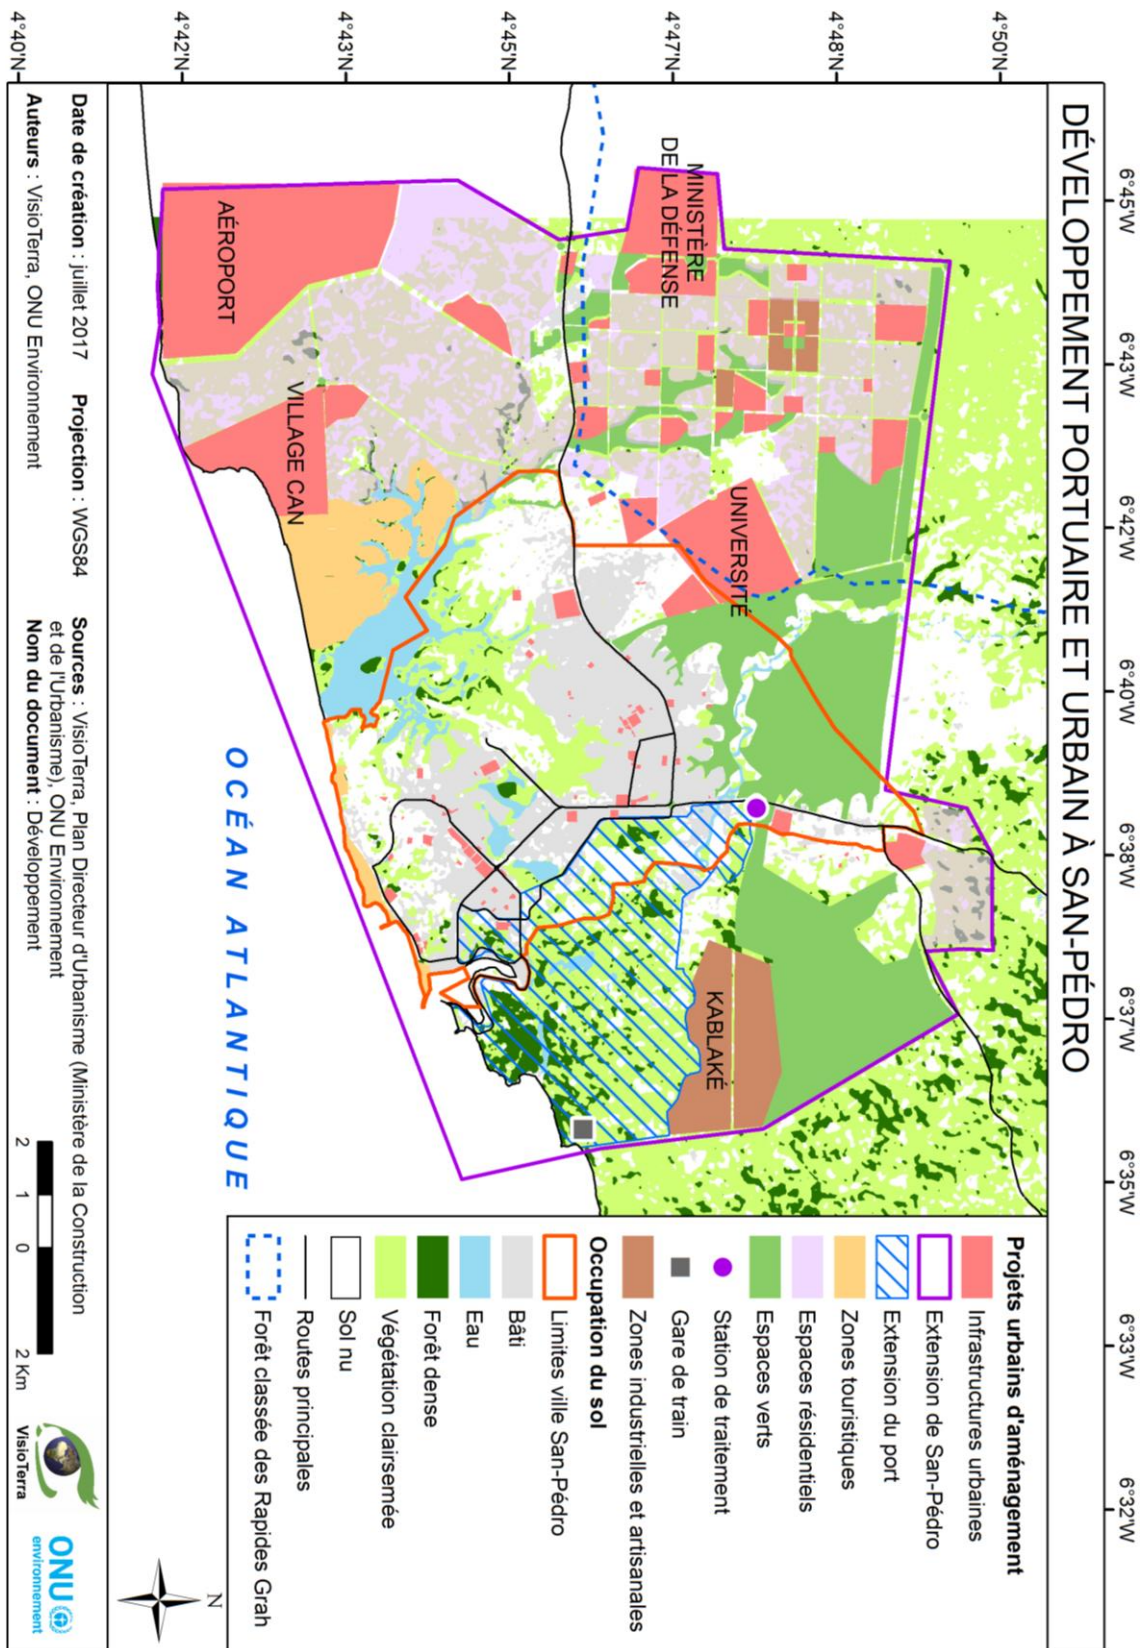 DÉVELOPPEMENT PORTUAIRE ET URBAIN À SAN-PÉDRO
6°45'W
6°43'W
6°42'W
6°40'W
6°38'W
6°37'W
6°35'W
6°33'W
6°32'W
4°50'N
4°48'N
4°47'N
4°45'N
4°43'N
4°42'N
4°40'N
MINISTÈRE
DE LA DÉFENSE
UNIVERSITÉ
KABLAKÉ
AÉROPORT
VILLAGE CAN
OCÉAN ATLANTIQUE
Projets urbains d'aménagement
Infrastructures urbaines
Extension de San-Pédro
Extension du port
Zones touristiques
Espaces résidentiels
Espaces verts
Station de traitement
Gare de train
Zones industrielles et artisanales
Occupation du sol
Limites ville San-Pédro
Bâti
Eau
Forêt dense
Végétation clairsemée
Sol nu
Routes principales
Forêt classée des Rapides Grah
N
Date de création : juillet 2017 Projection : WGS84
Auteurs : VisioTerra, ONU Environnement
Sources : VisioTerra, Plan Directeur d'Urbanisme (Ministère de la Construction
et de l'Urbanisme), ONU Environnement
Nom du document : Développement
2 1 0 2 Km
VisioTerra
ONU
environnement